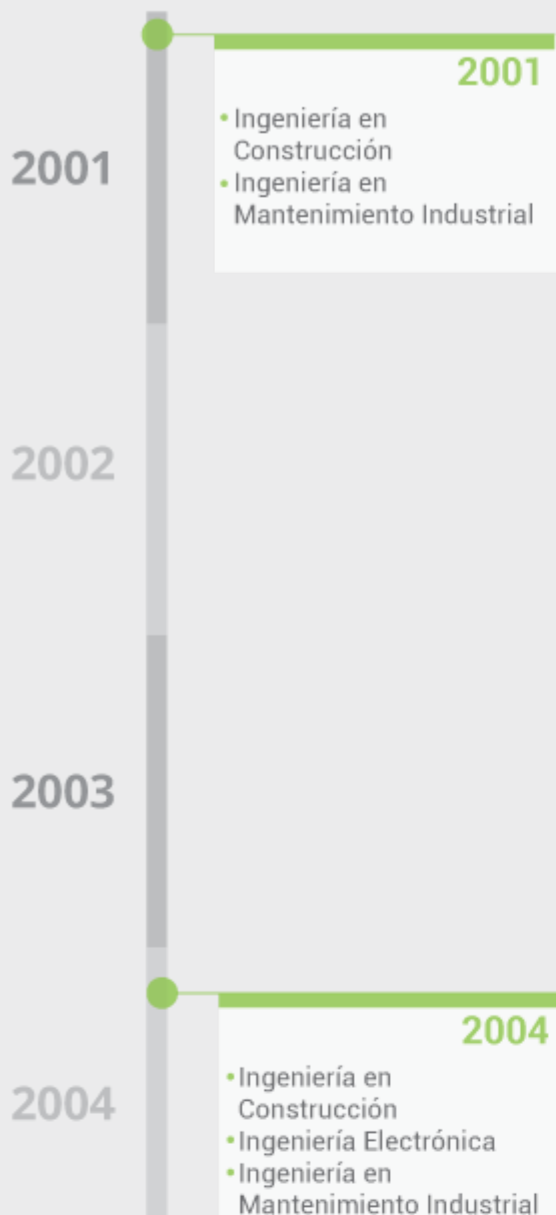 2001
2001
• Ingeniería en
Construcción
• Ingeniería en
Mantenimiento Industrial
2002
2003
2004
2004
• Ingeniería en
Construcción
• Ingeniería Electrónica
• Ingeniería en
Mantenimiento Industrial